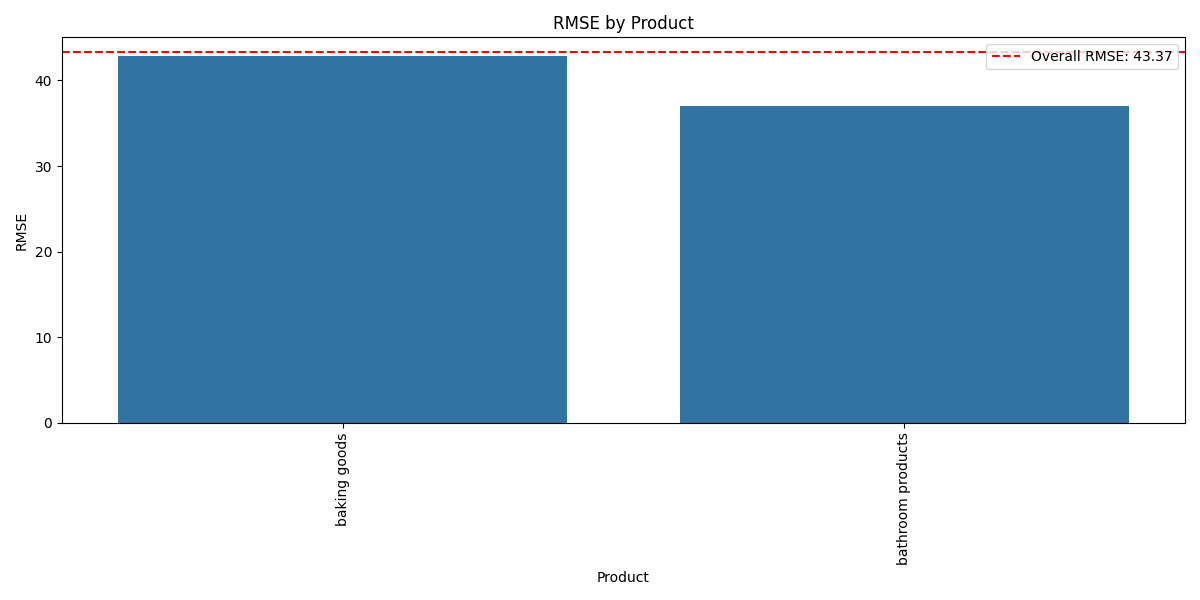 RMSE by Product
Overall RMSE: 43.37
RMSE
40
30
20
10
0
baking goods
bathroom products
Product